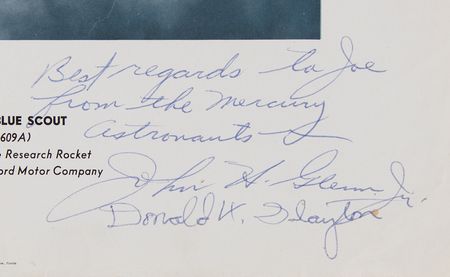 Best regards to Joe
from the Mercury
Astronauts
BLUE SCOUT
609A)
Research Rocket
ord Motor Company
John H. Glenn, Jr.
Donald K. Slayton